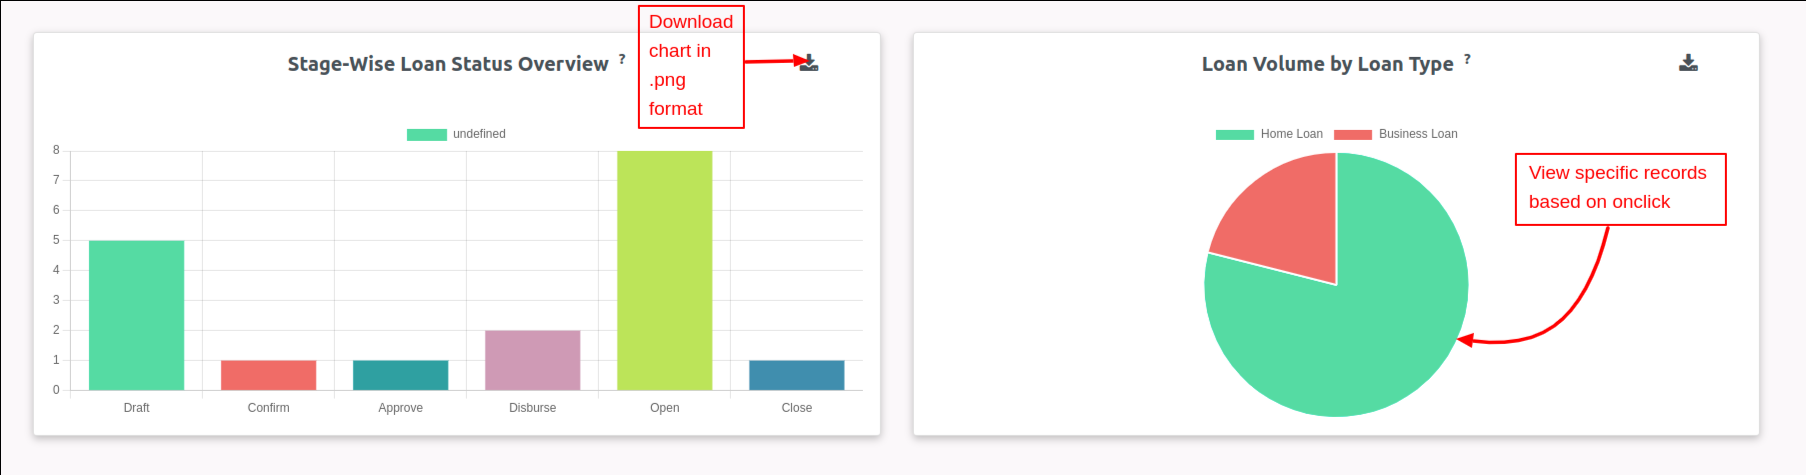 Stage-Wise Loan Status Overview ?
Download
chart in
.png
format
undefined
8
7
6
5
4
3
2
1
0
Draft Confirm Approve Disburse Open Close
Loan Volume by Loan Type ?
Home Loan Business Loan
View specific records
based on onclick